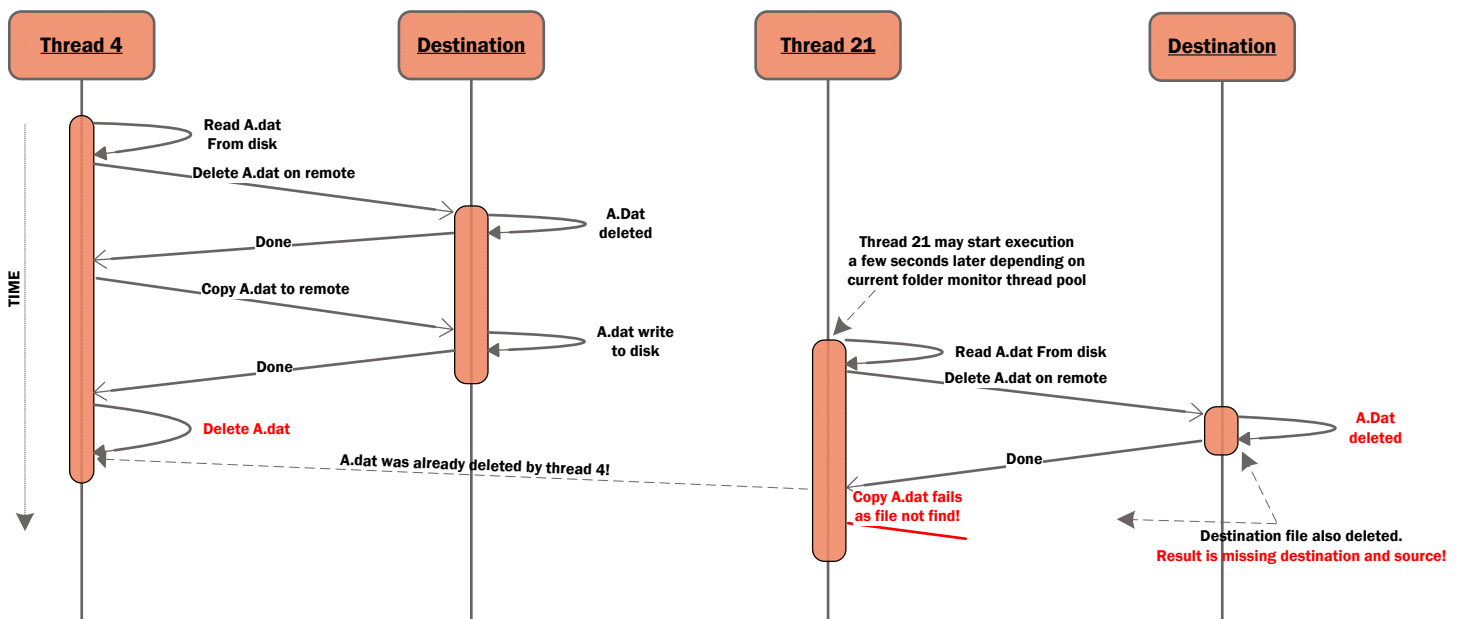 Thread 4
Destination
Thread 21
Destination
TIME
Read A.dat
From disk
Delete A.dat on remote
A.Dat
deleted
Done
Copy A.dat to remote
A.dat write
to disk
Done
Delete A.dat
A.dat was already deleted by thread 4!
Thread 21 may start execution
a few seconds later depending on
current folder monitor thread pool
Read A.dat From disk
Delete A.dat on remote
A.Dat
deleted
Done
Copy A.dat fails
as file not find!
Destination file also deleted.
Result is missing destination and source!